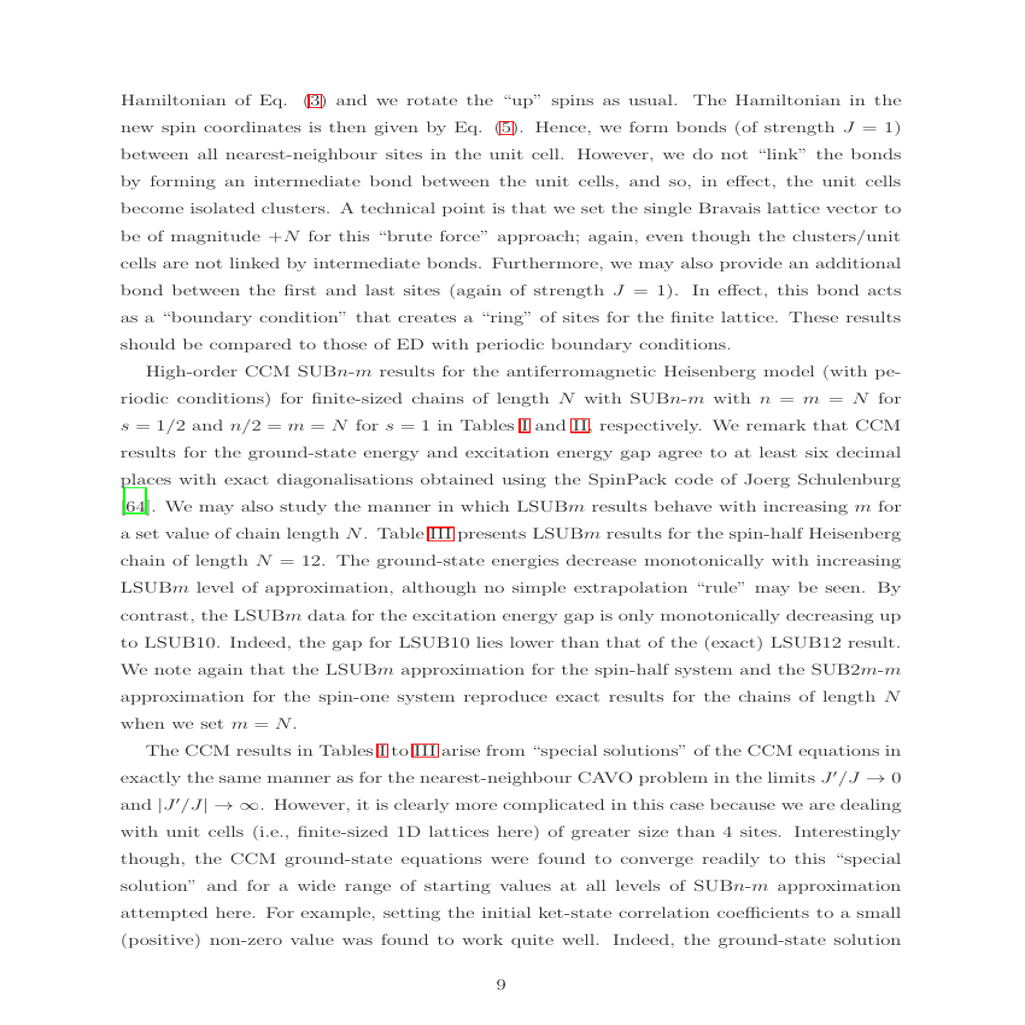 Hamiltonian of Eq. (3) and we rotate the “up” spins as usual. The Hamiltonian in the
new spin coordinates is then given by Eq. (5). Hence, we form bonds (of strength J = 1)
between all nearest-neighbour sites in the unit cell. However, we do not “link” the bonds
by forming an intermediate bond between the unit cells, and so, in effect, the unit cells
become isolated clusters. A technical point is that we set the single Bravais lattice vector to
be of magnitude +N for this “brute force” approach; again, even though the clusters/unit
cells are not linked by intermediate bonds. Furthermore, we may also provide an additional
bond between the first and last sites (again of strength J = 1). In effect, this bond acts
as a “boundary condition” that creates a “ring” of sites for the finite lattice. These results
should be compared to those of ED with periodic boundary conditions.
High-order CCM SUBn-m results for the antiferromagnetic Heisenberg model (with pe-
riodic conditions) for finite-sized chains of length N with SUBn-m with n = m = N for
s = 1/2 and n/2 = m = N for s = 1 in Tables I and II, respectively. We remark that CCM
results for the ground-state energy and excitation energy gap agree to at least six decimal
places with exact diagonalisations obtained using the SpinPack code of Joerg Schulenburg
[64]. We may also study the manner in which LSUBm results behave with increasing m for
a set value of chain length N. Table III presents LSUBm results for the spin-half Heisenberg
chain of length N = 12. The ground-state energies decrease monotonically with increasing
LSUBm level of approximation, although no simple extrapolation “rule” may be seen. By
contrast, the LSUBm data for the excitation energy gap is only monotonically decreasing up
to LSUB10. Indeed, the gap for LSUB10 lies lower than that of the (exact) LSUB12 result.
We note again that the LSUBm approximation for the spin-half system and the SUB2m-m
approximation for the spin-one system reproduce exact results for the chains of length N
when we set m = N.
The CCM results in Tables I to III arise from “special solutions” of the CCM equations in
exactly the same manner as for the nearest-neighbour CAVO problem in the limits J′/J → 0
and |J′/J| → ∞. However, it is clearly more complicated in this case because we are dealing
with unit cells (i.e., finite-sized 1D lattices here) of greater size than 4 sites. Interestingly
though, the CCM ground-state equations were found to converge readily to this “special
solution” and for a wide range of starting values at all levels of SUBn-m approximation
attempted here. For example, setting the initial ket-state correlation coefficients to a small
(positive) non-zero value was found to work quite well. Indeed, the ground-state solution
9